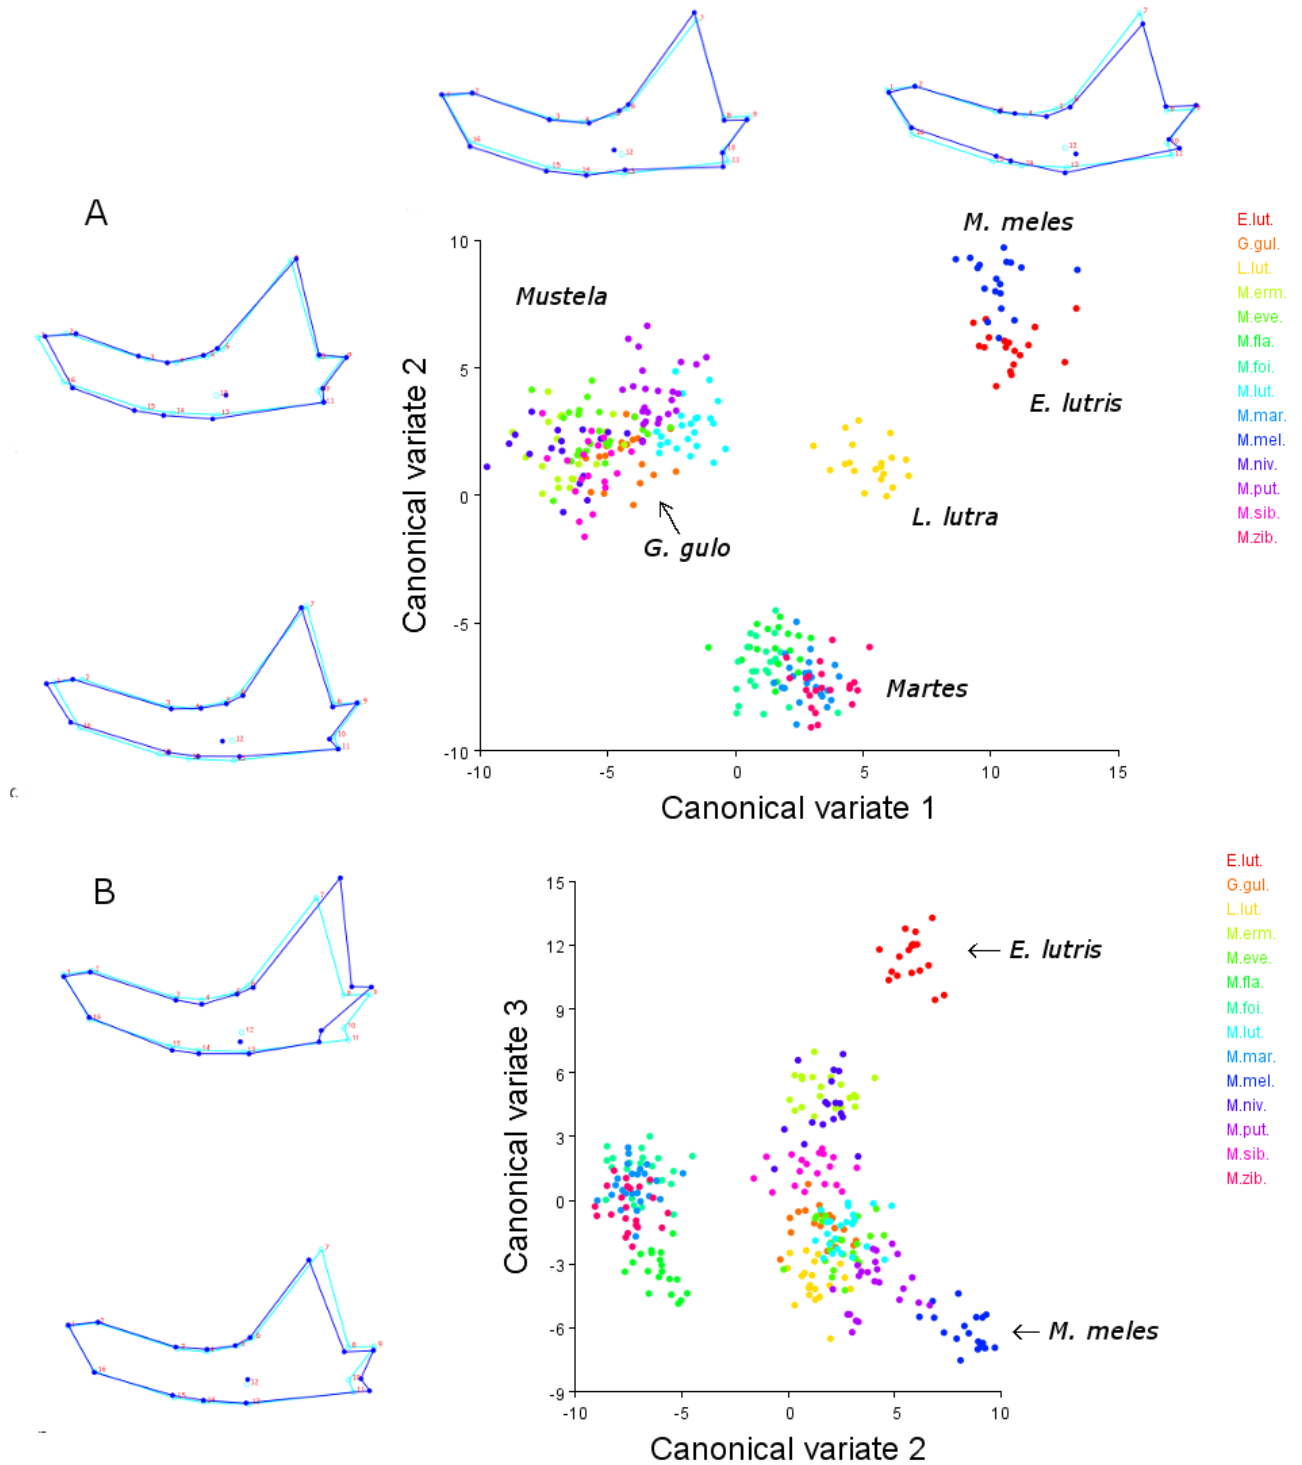 A
M. meles
Mustela
E. lutris
L. lutra
G. gulo
Martes
10
5
0
-5
-10
Canonical variate 2
-10
-5
0
5
10
15
Canonical variate 1
E.lut.
G.gul.
L.lut.
M.erm.
M.eve.
M.fla.
M.foi.
M.lut.
M.mar.
M.mel.
M.niv.
M.put.
M.sib.
M.zib.
B
E. lutris
M. meles
15
12
9
6
3
0
-3
-6
-9
Canonical variate 3
-10
-5
0
5
10
Canonical variate 2
E.lut.
G.gul.
L.lut.
M.erm.
M.eve.
M.fla.
M.foi.
M.lut.
M.mar.
M.mel.
M.niv.
M.put.
M.sib.
M.zib.